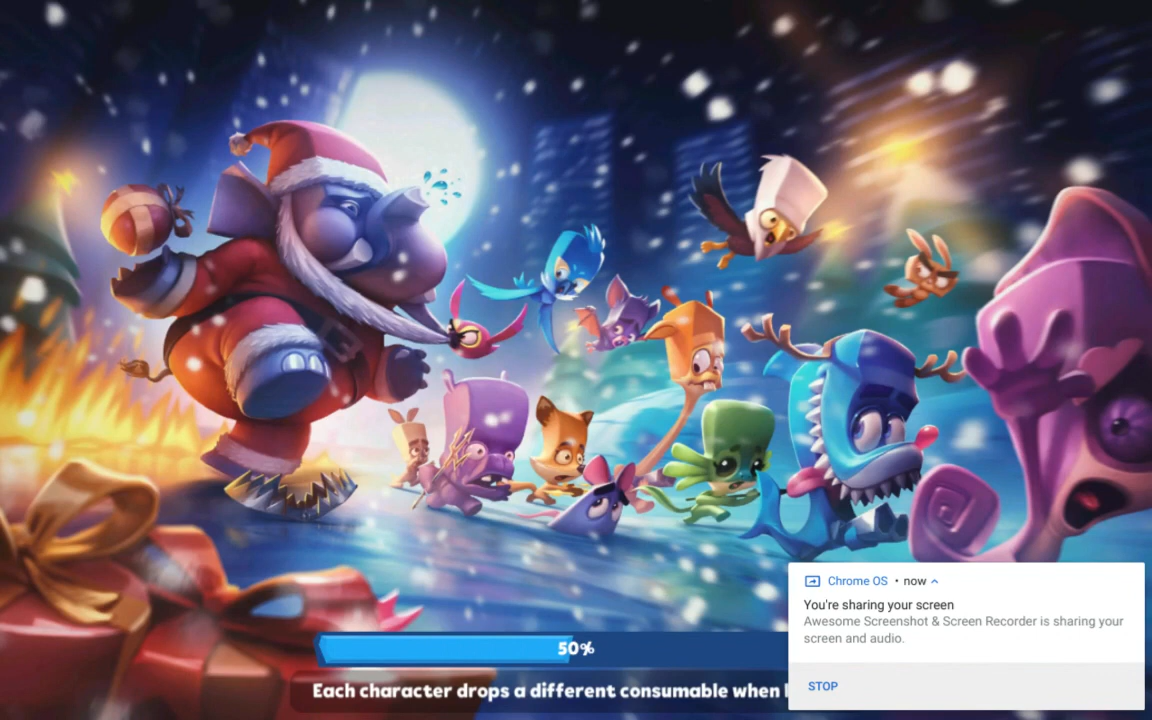 50%
Each character drops a different consumable when
Chrome OS • now
You're sharing your screen
Awesome Screenshot & Screen Recorder is sharing your
screen and audio.
STOP